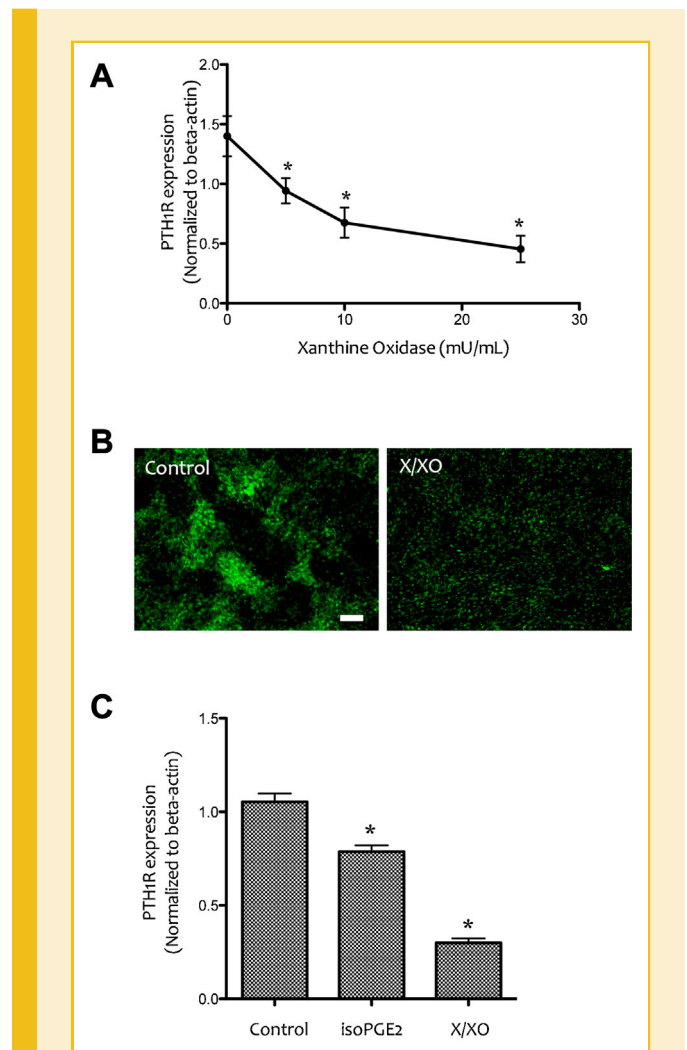 A
2.0
1.5
1.0
0.5
0.0
PTH1R expression
(Normalized to beta-actin)
*
*
*
0
10
20
30
Xanthine Oxidase (mU/mL)
B
Control
X/XO
C
1.5
1.0
0.5
0.0
PTH1R expression
(Normalized to beta-actin)
*
*
Control
isoPGE2
X/XO